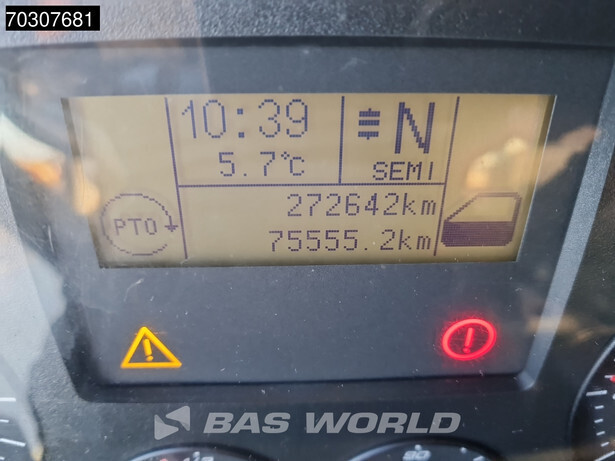 70307681
10:39
N
5.7°C
SEMI
PTO
272642km
75555.2km
BAS WORLD